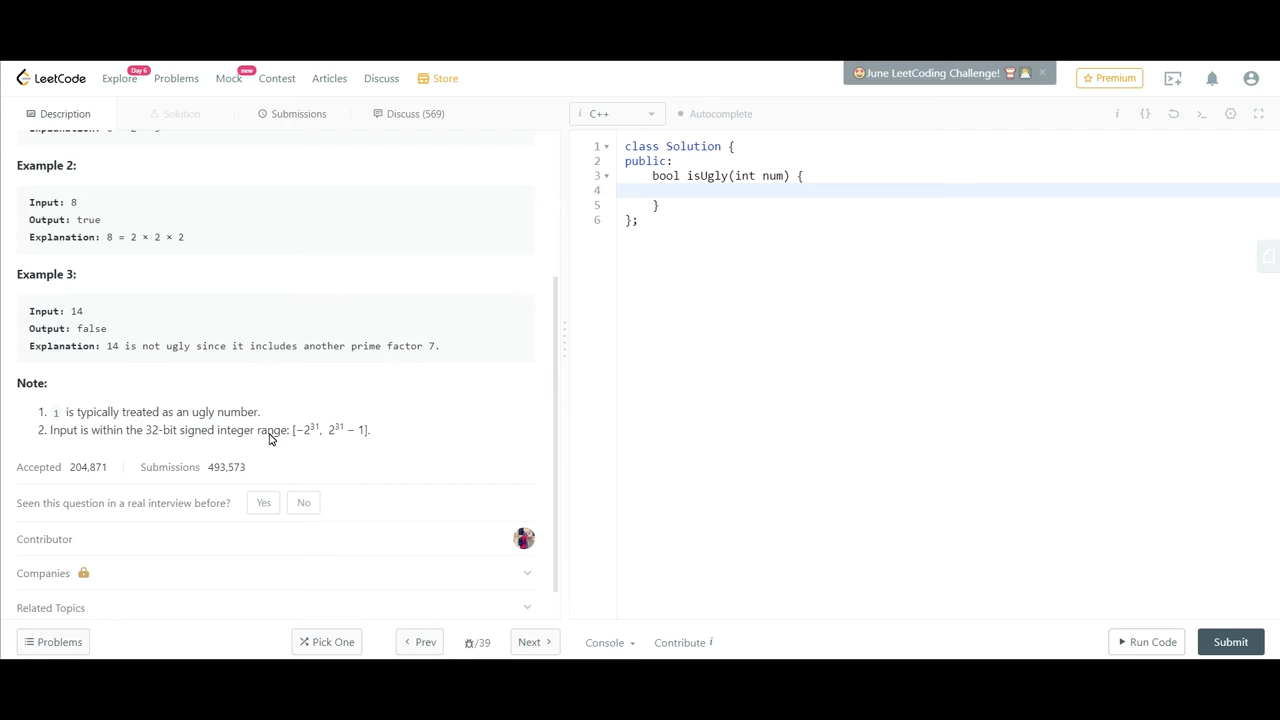 LeetCode
Explore
Day 6
Problems
Mock
new
Contest
Articles
Discuss
Store
😍 June LeetCoding Challenge!
Premium
Description
Solution
Submissions
Discuss (569)
i C++
Autocomplete
Example 2:
Input: 8
Output: true
Explanation: 8 = 2 × 2 × 2
Example 3:
Input: 14
Output: false
Explanation: 14 is not ugly since it includes another prime factor 7.
Note:
1. 1 is typically treated as an ugly number.
2. Input is within the 32-bit signed integer range: [−2³¹, 2³¹ − 1].
Accepted 204,871 Submissions 493,573
Seen this question in a real interview before? Yes No
Contributor
Companies
Related Topics
1 class Solution {
2 public:
3 bool isUgly(int num) {
4
5 }
6 };
Problems
Pick One
Prev
/39
Next
Console
Contribute i
Run Code
Submit